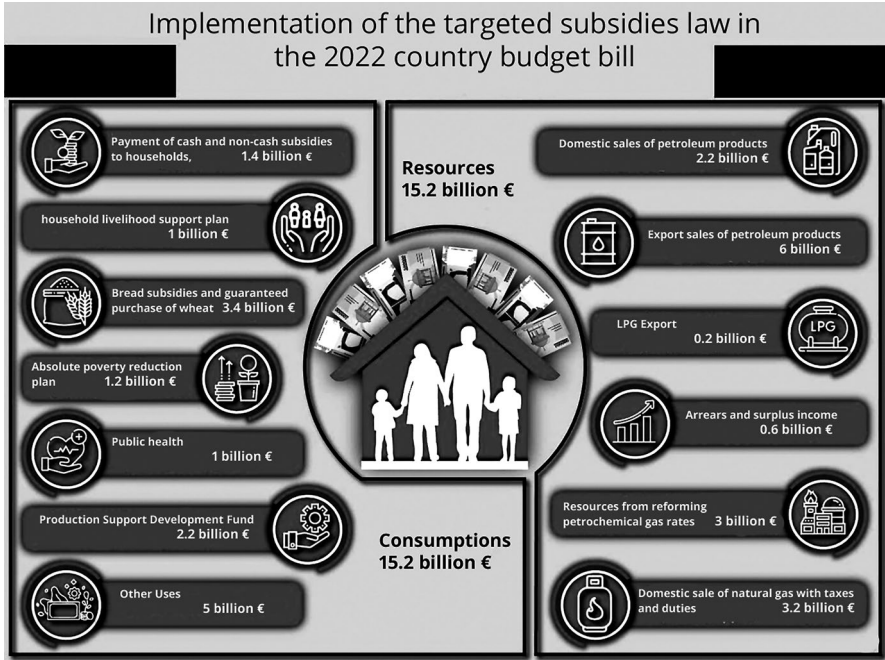 Implementation of the targeted subsidies law in
the 2022 country budget bill
Payment of cash and non-cash subsidies
to households, 1.4 billion €
household livelihood support plan
1 billion €
Bread subsidies and guaranteed
purchase of wheat 3.4 billion €
Absolute poverty reduction
plan 1.2 billion €
Public health
1 billion €
Production Support Development Fund
2.2 billion €
Other Uses
5 billion €
Resources
15.2 billion €
Consumptions
15.2 billion €
Domestic sales of petroleum products
2.2 billion €
Export sales of petroleum products
6 billion €
LPG Export
0.2 billion €
LPG
Arrears and surplus income
0.6 billion €
Resources from reforming
petrochemical gas rates 3 billion €
Domestic sale of natural gas with taxes
and duties 3.2 billion €